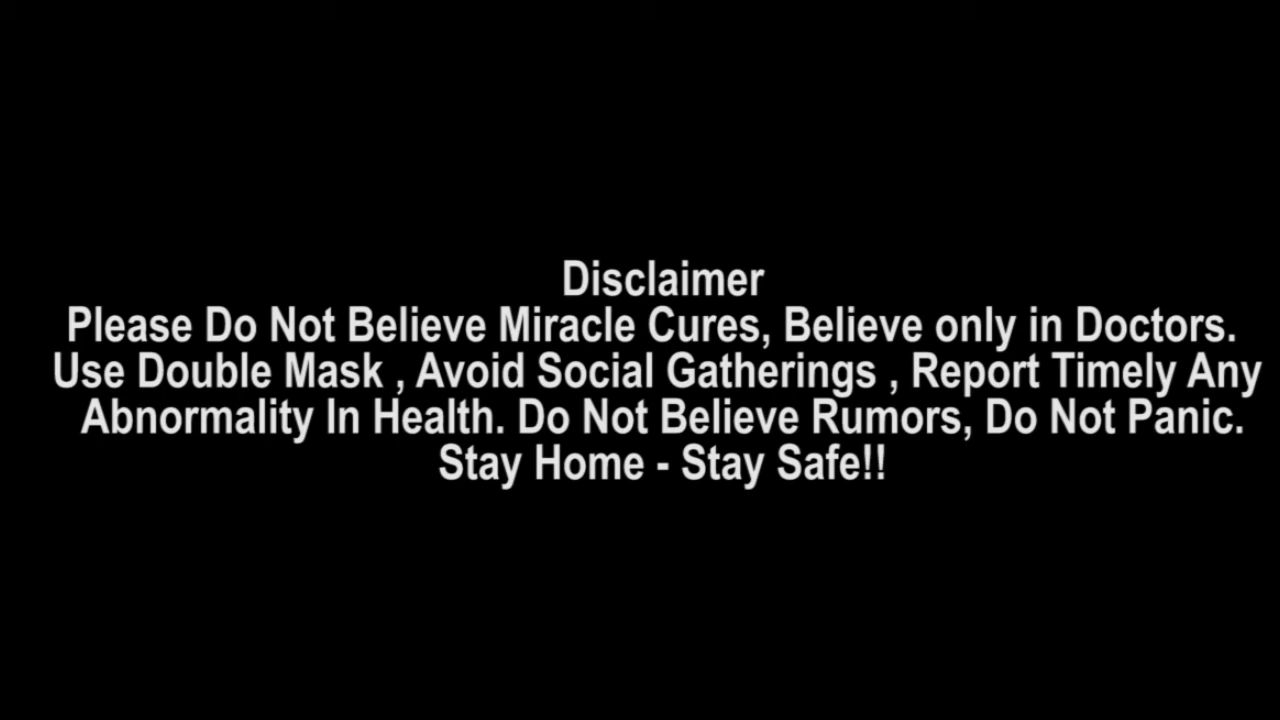 Disclaimer
Please Do Not Believe Miracle Cures, Believe only in Doctors.
Use Double Mask , Avoid Social Gatherings , Report Timely Any
Abnormality In Health. Do Not Believe Rumors, Do Not Panic.
Stay Home - Stay Safe!!